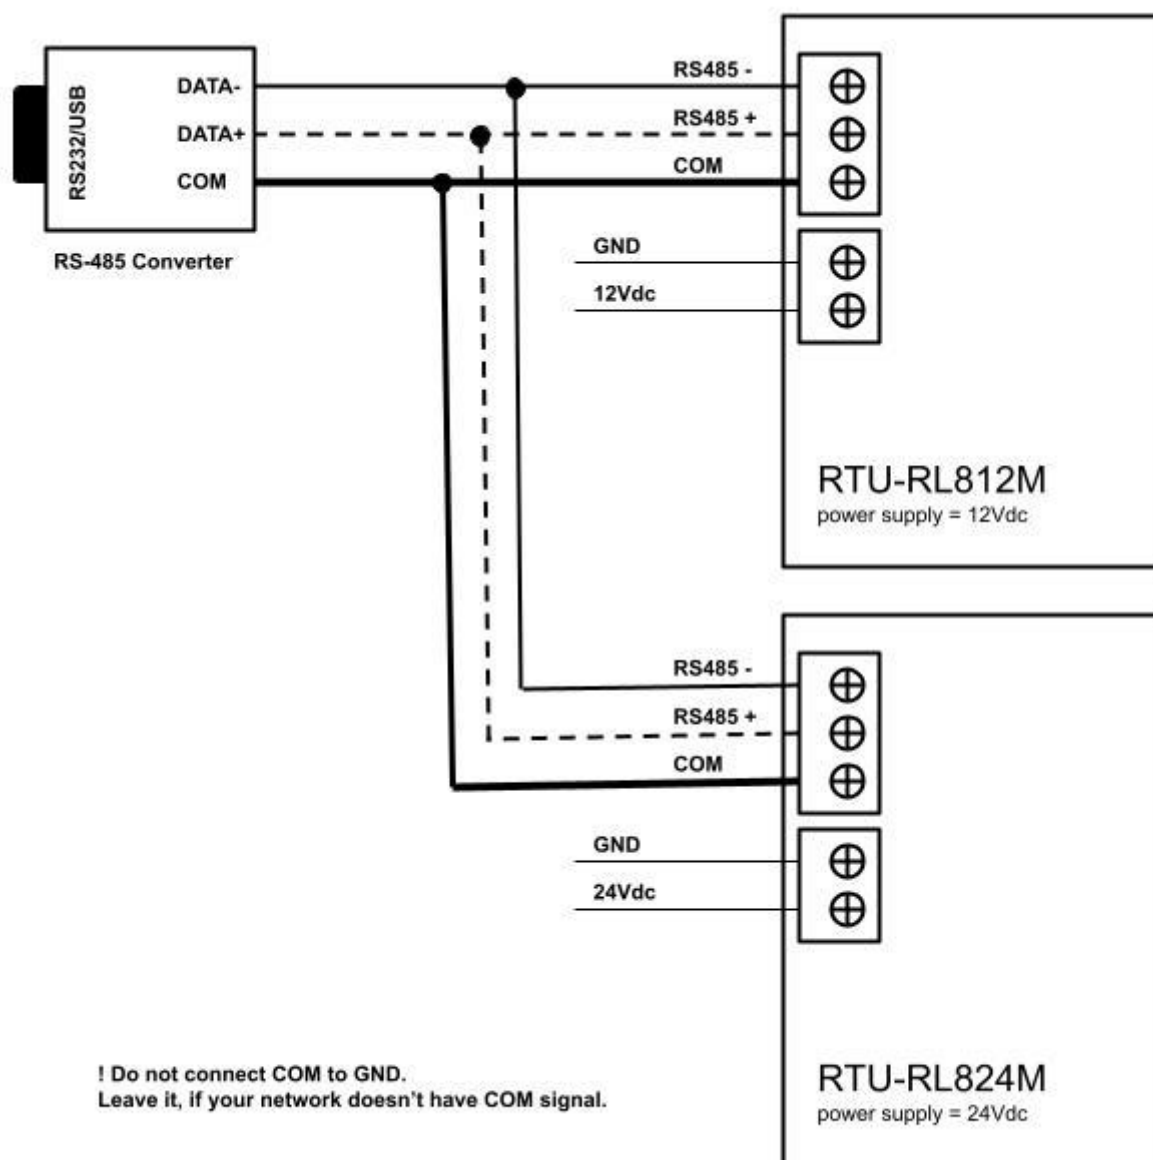 RS232/USB
DATA-
DATA+
COM
RS-485 Converter
RS485 -
RS485 +
COM
GND
12Vdc
RTU-RL812M
power supply = 12Vdc
RS485 -
RS485 +
COM
GND
24Vdc
RTU-RL824M
power supply = 24Vdc
! Do not connect COM to GND.
Leave it, if your network doesn't have COM signal.